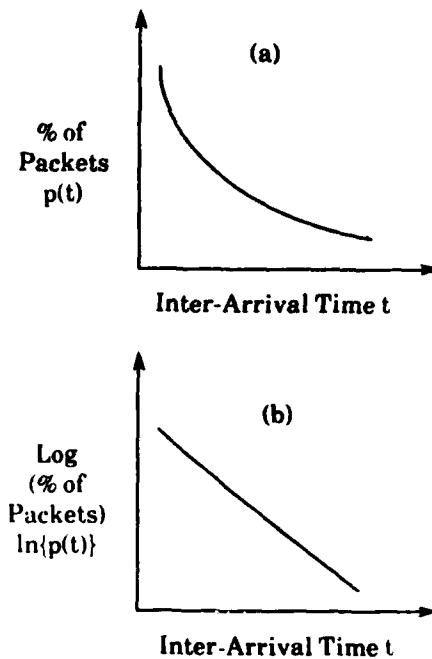 (a)
% of
Packets
p(t)
Inter-Arrival Time t
(b)
Log
(% of
Packets)
ln{p(t)}
Inter-Arrival Time t